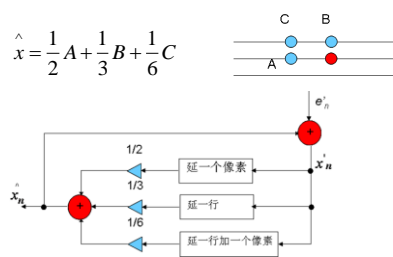 x̂ = 1/2 A + 1/3 B + 1/6 C
C B
A
e'ₙ
+
1/2
延一个像素
x'ₙ
1/3
x̂ₙ
+
延一行
1/6
延一行加一个像素